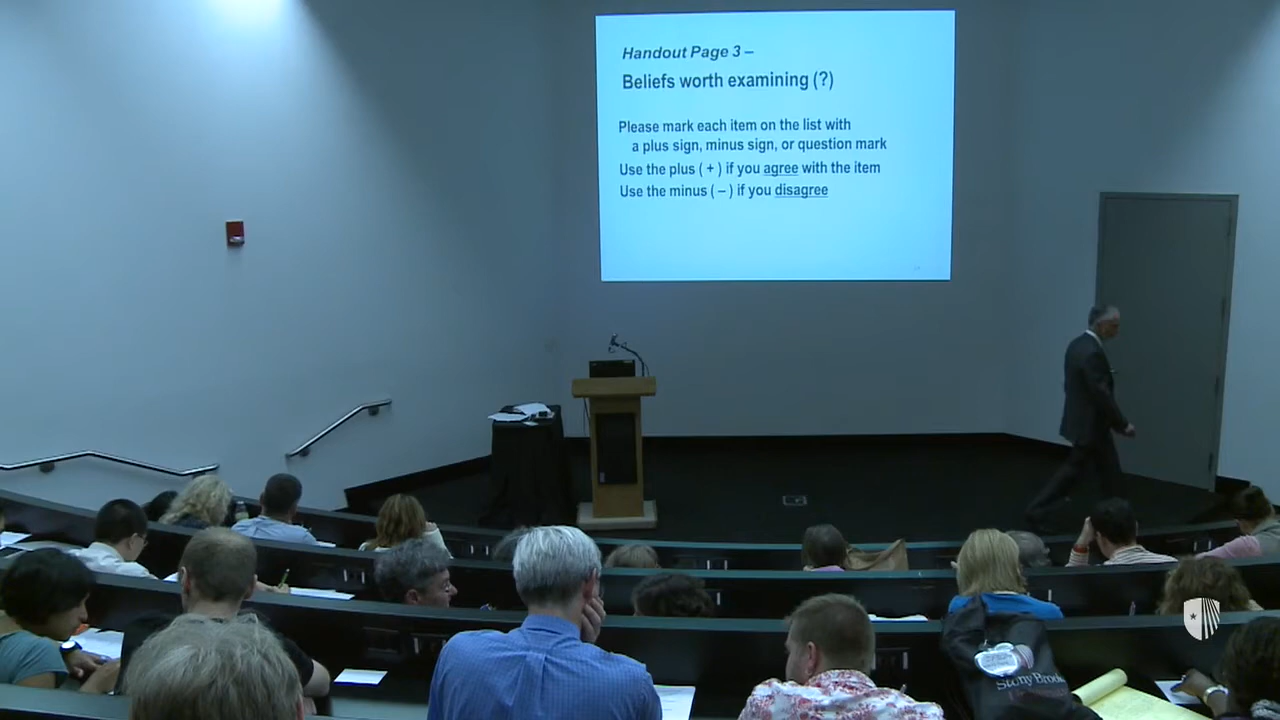 Handout Page 3 –
Beliefs worth examining (?)
Please mark each item on the list with
a plus sign, minus sign, or question mark
Use the plus ( + ) if you agree with the item
Use the minus ( – ) if you disagree
Stony Brook